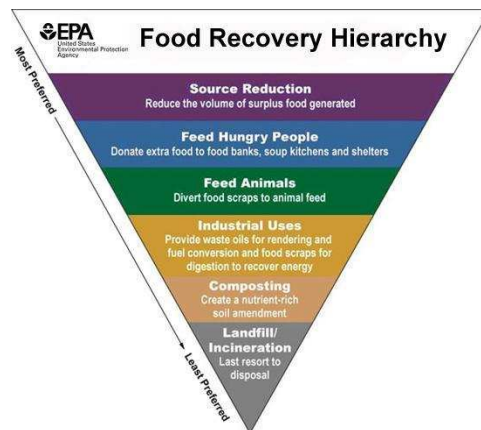 EPA
United States
Environmental Protection
Agency
Food Recovery Hierarchy
Most Preferred
Source Reduction
Reduce the volume of surplus food generated
Feed Hungry People
Donate extra food to food banks, soup kitchens and shelters
Feed Animals
Divert food scraps to animal feed
Industrial Uses
Provide waste oils for rendering and
fuel conversion and food scraps for
digestion to recover energy
Composting
Create a nutrient-rich
soil amendment
Landfill/
Incineration
Last resort to
disposal
Least Preferred